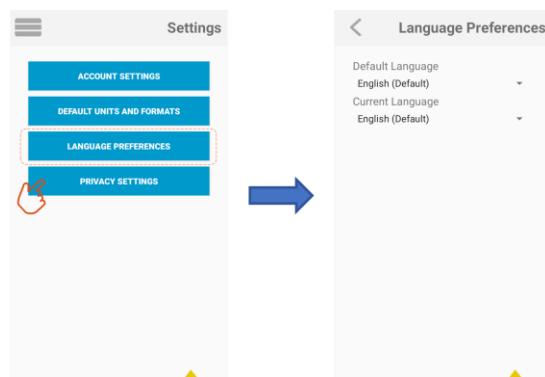 Settings
ACCOUNT SETTINGS
DEFAULT UNITS AND FORMATS
LANGUAGE PREFERENCES
PRIVACY SETTINGS
Language Preferences
Default Language
English (Default)
Current Language
English (Default)